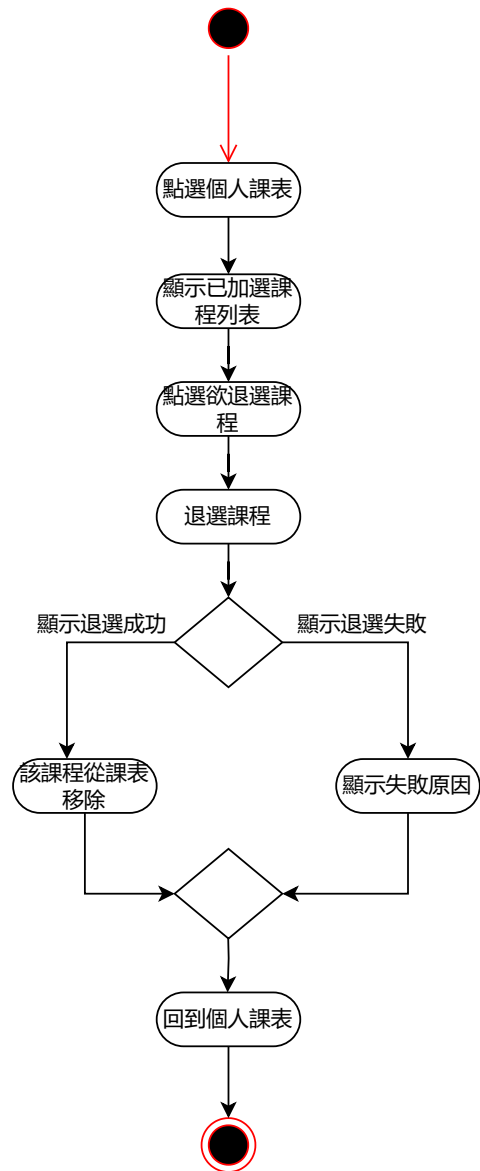 點選個人課表
顯示已加選課
程列表
點選欲退選課
程
退選課程
顯示退選成功
顯示退選失敗
該課程從課表
移除
顯示失敗原因
回到個人課表